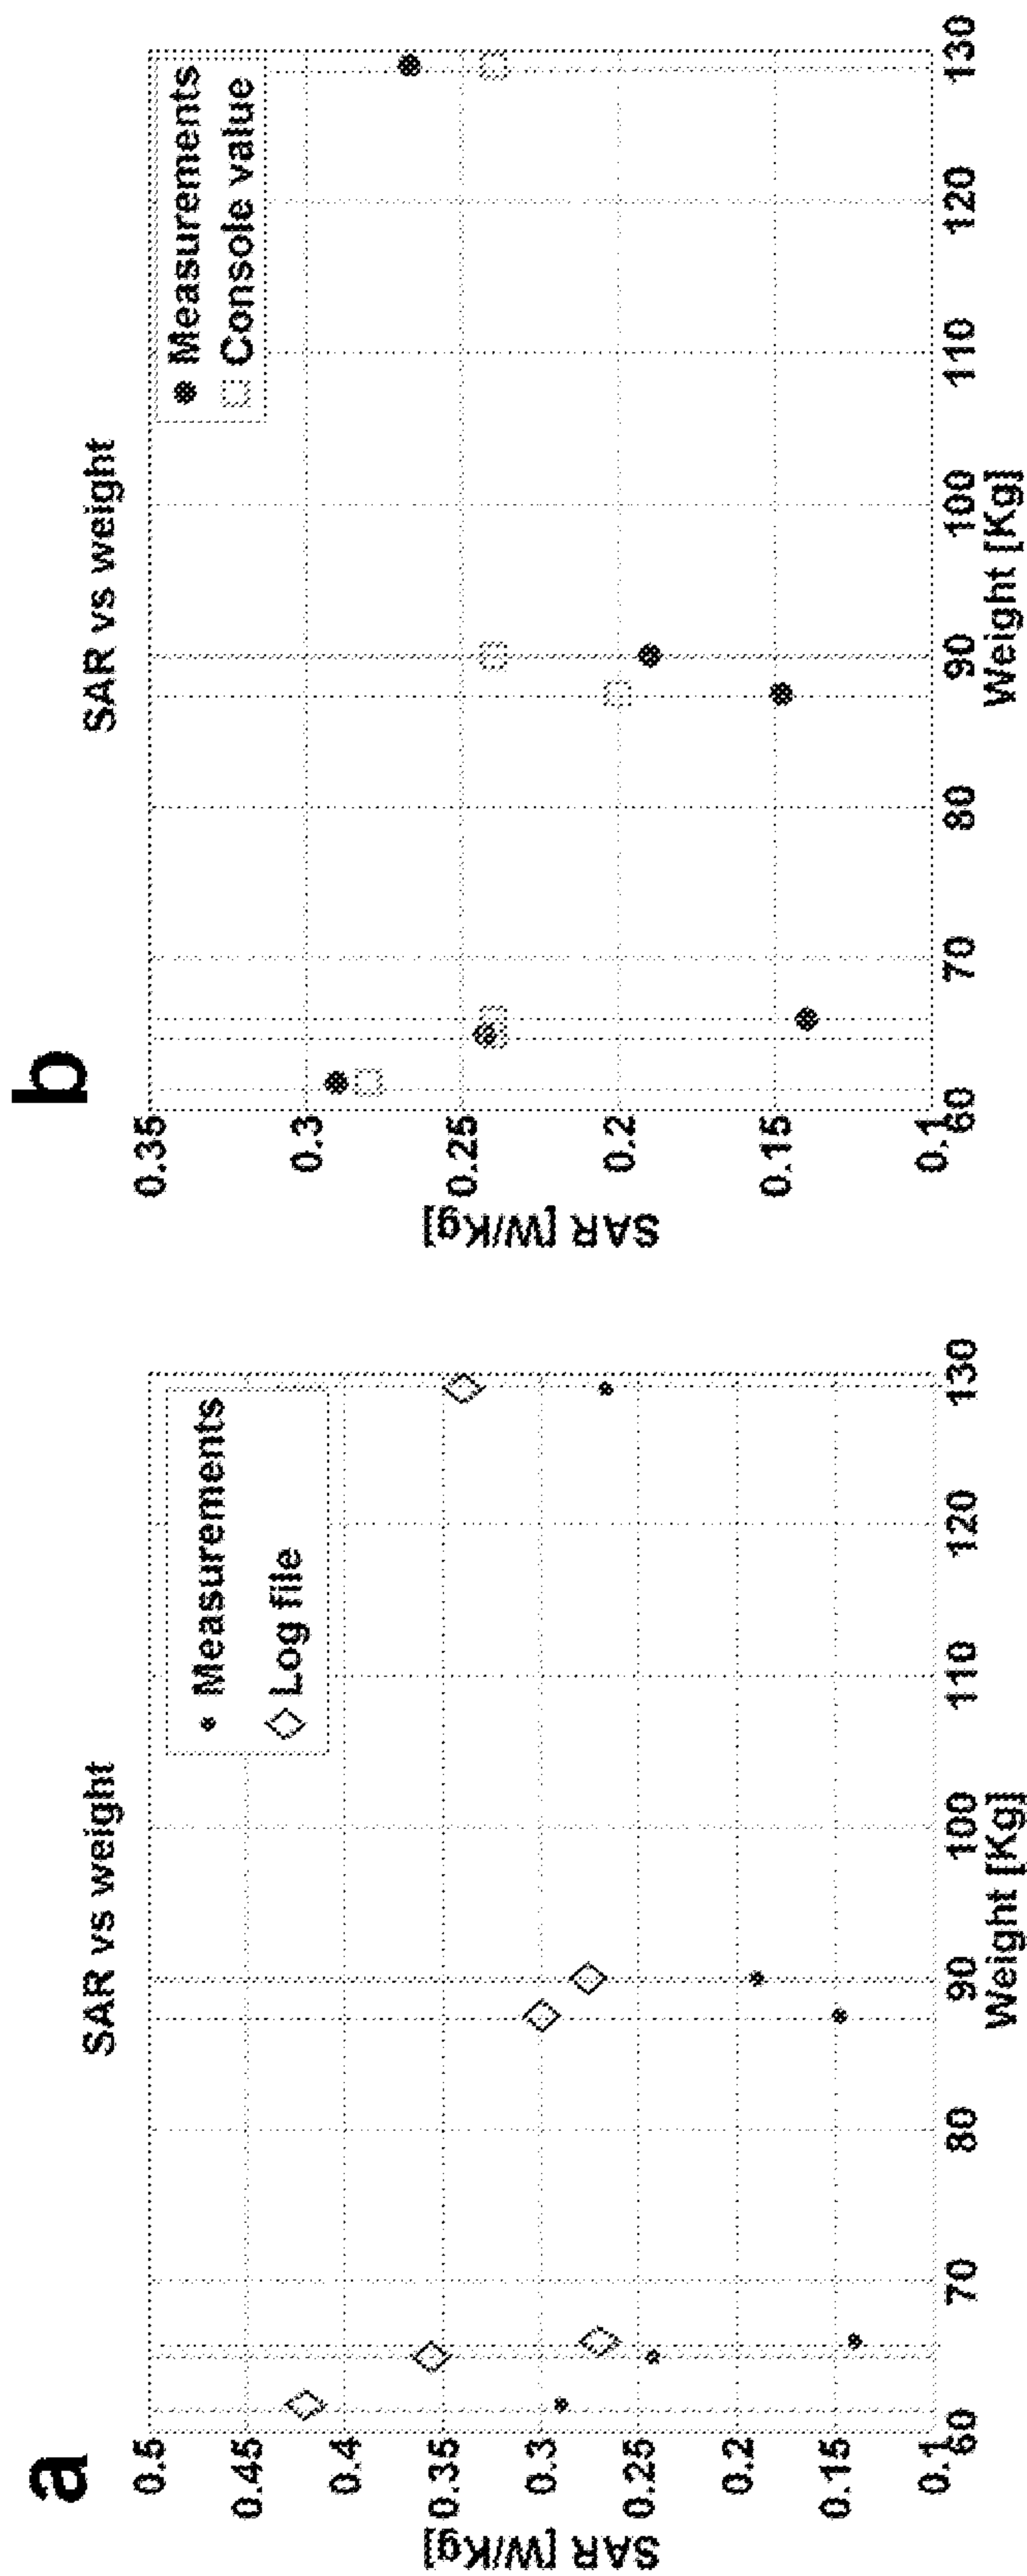 a
SAR vs weight
SAR [W/Kg]
0.5
0.45
0.4
0.35
0.3
0.25
0.2
0.15
0.1
60 70 80 90 100 110 120 130
Weight [Kg]
Measurements
Log file
b
SAR vs weight
SAR [W/Kg]
0.35
0.3
0.25
0.2
0.15
0.1
60 70 80 90 100 110 120 130
Weight [Kg]
Measurements
Console value